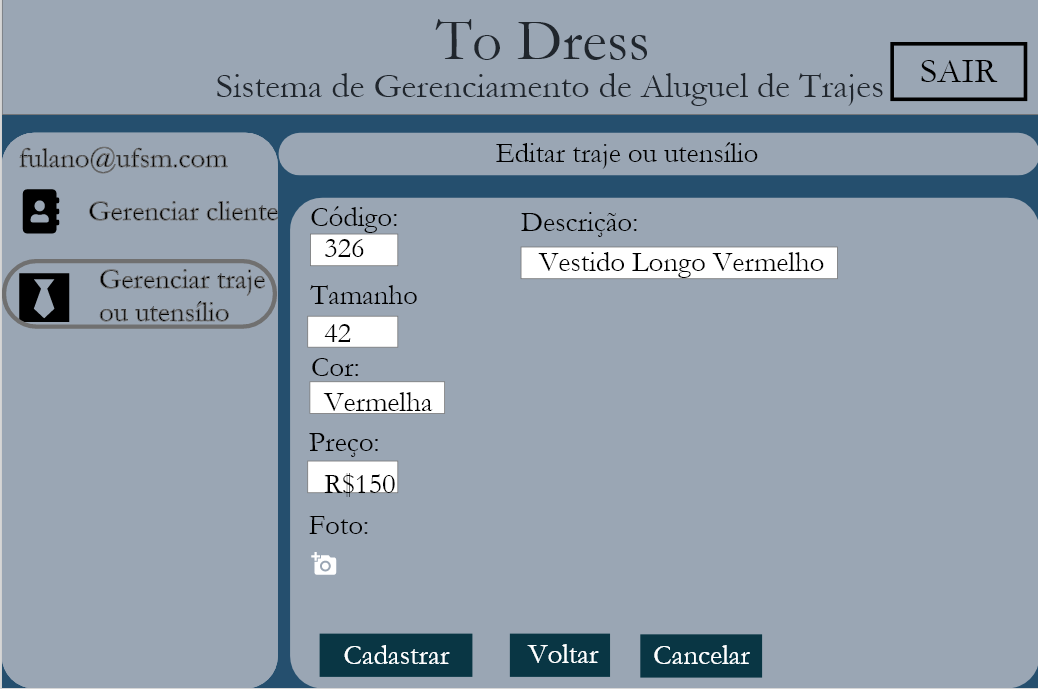 To Dress
Sistema de Gerenciamento de Aluguel de Trajes
SAIR
fulano@ufsm.com
Gerenciar cliente
Gerenciar traje
ou utensílio
Editar traje ou utensílio
Código:
326
Descrição:
Vestido Longo Vermelho
Tamanho
42
Cor:
Vermelha
Preço:
R$150
Foto:
Cadastrar
Voltar
Cancelar